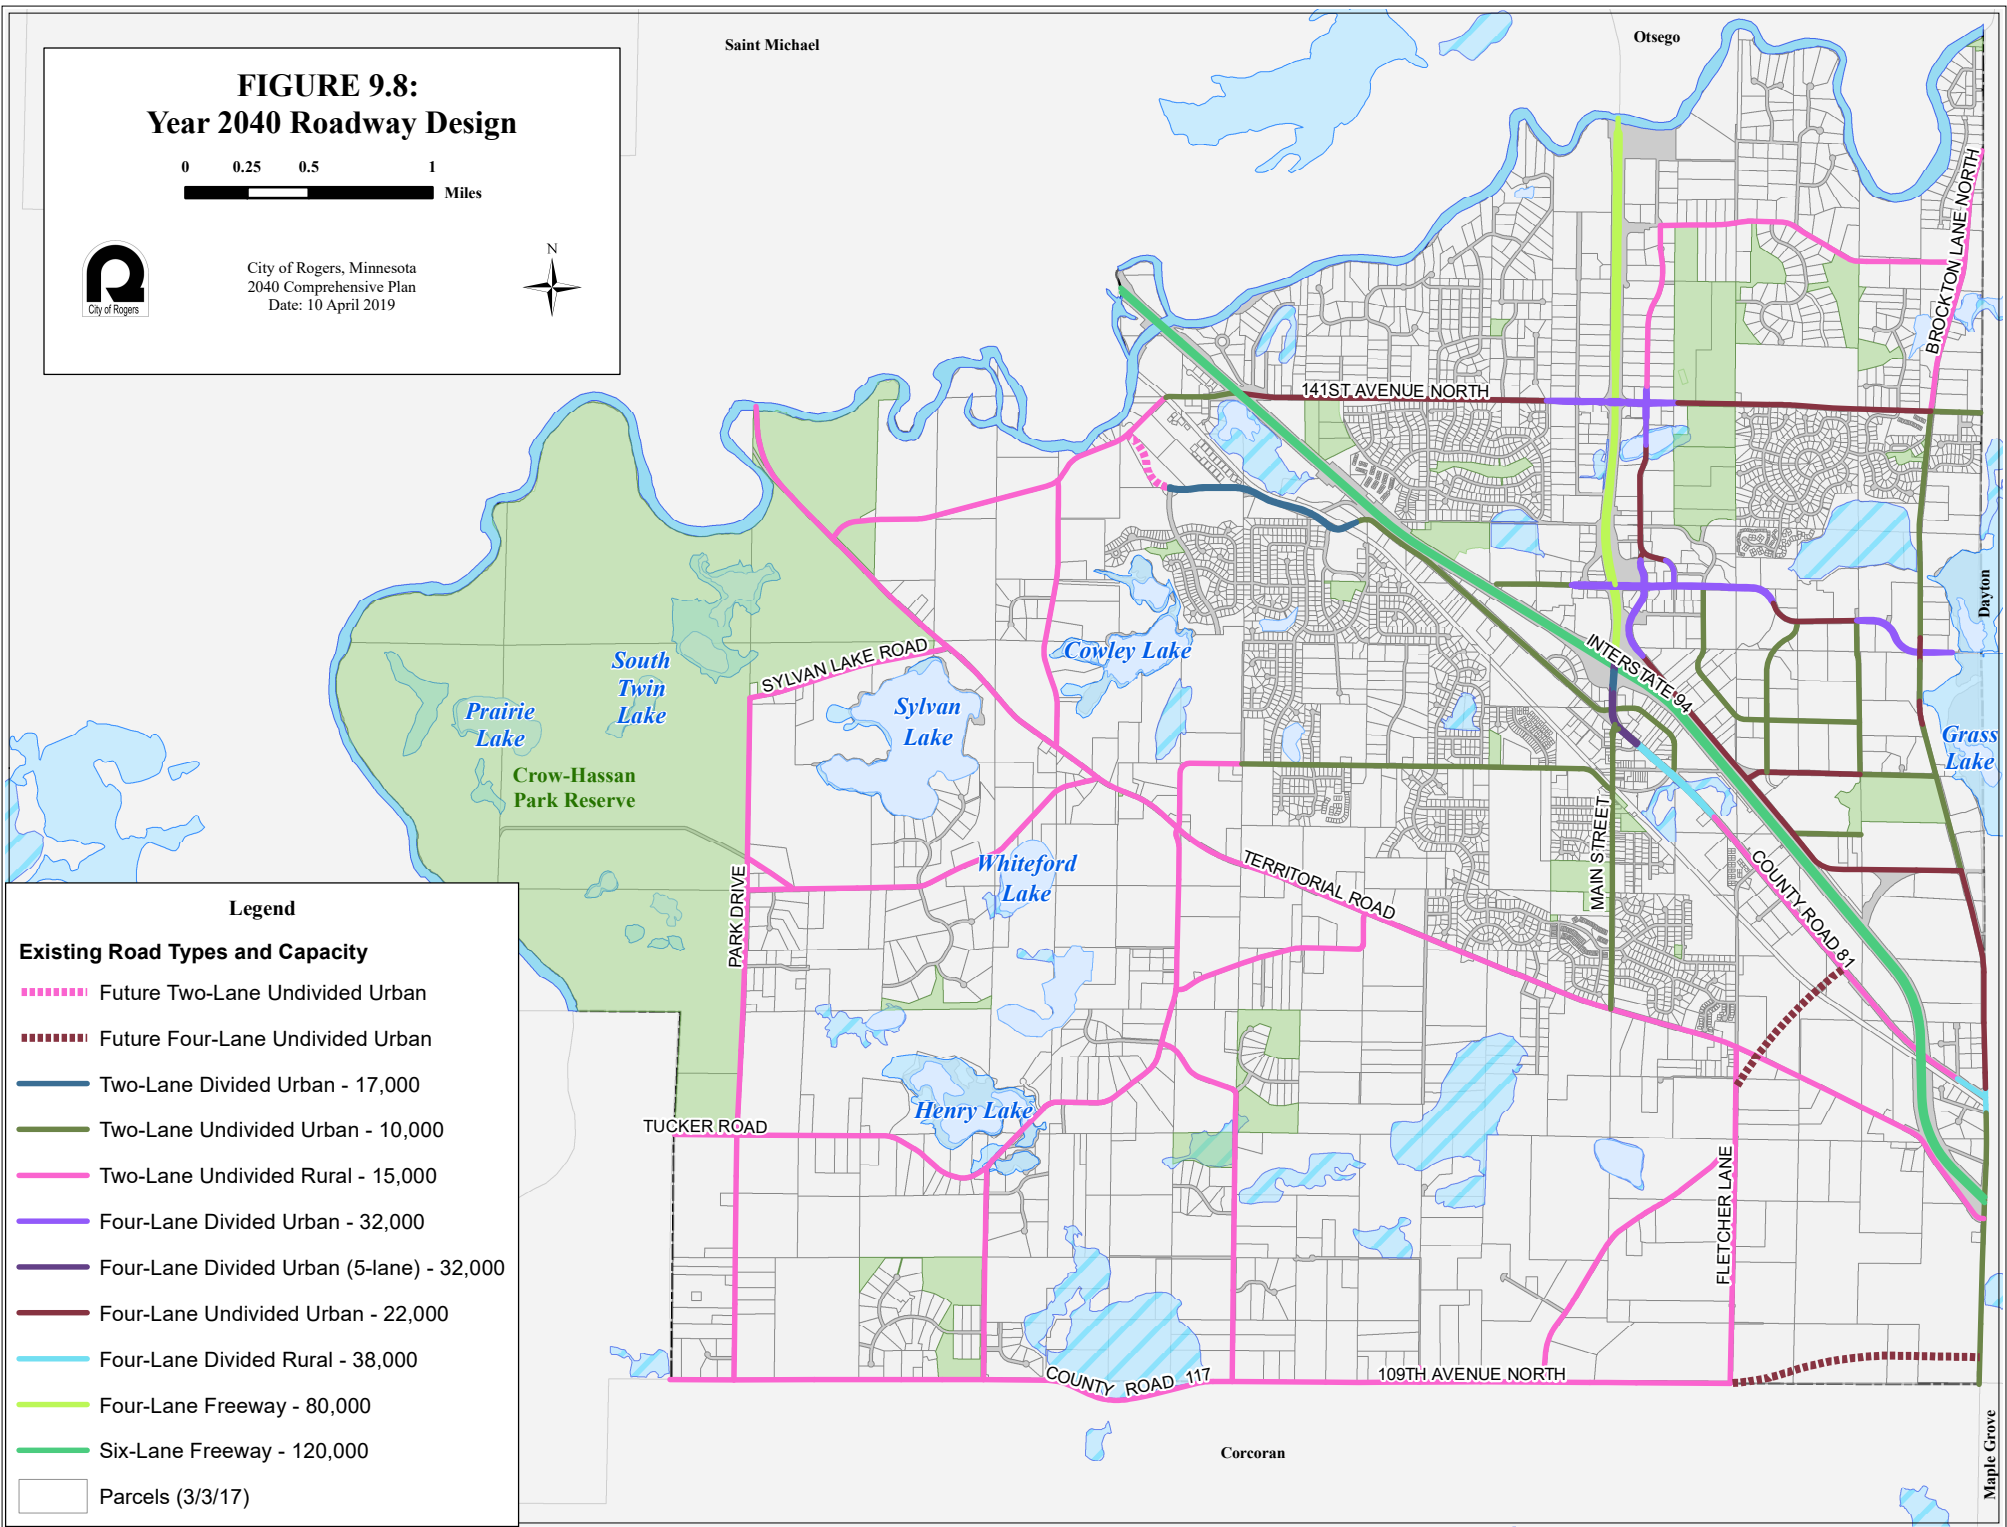 FIGURE 9.8:
Year 2040 Roadway Design
0 0.25 0.5 1
Miles
City of Rogers
City of Rogers, Minnesota
2040 Comprehensive Plan
Date: 10 April 2019
N
Saint Michael
Otsego
BROCKTON LANE NORTH
141ST AVENUE NORTH
Dayton
INTERSTATE 94
SYLVAN LAKE ROAD
Cowley Lake
South
Twin
Lake
Prairie
Lake
Sylvan
Lake
Grass
Lake
Crow-Hassan
Park Reserve
MAIN STREET
Whiteford
Lake
TERRITORIAL ROAD
COUNTY ROAD 81
PARK DRIVE
Henry Lake
TUCKER ROAD
FLETCHER LANE
COUNTY ROAD 117
109TH AVENUE NORTH
Corcoran
Maple Grove
Legend
Existing Road Types and Capacity
Future Two-Lane Undivided Urban
Future Four-Lane Undivided Urban
Two-Lane Divided Urban - 17,000
Two-Lane Undivided Urban - 10,000
Two-Lane Undivided Rural - 15,000
Four-Lane Divided Urban - 32,000
Four-Lane Divided Urban (5-lane) - 32,000
Four-Lane Undivided Urban - 22,000
Four-Lane Divided Rural - 38,000
Four-Lane Freeway - 80,000
Six-Lane Freeway - 120,000
Parcels (3/3/17)